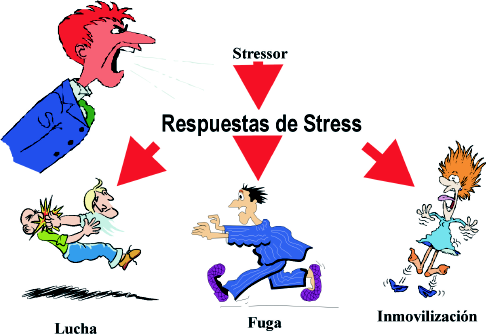 Stressor
Respuestas de Stress
Lucha
Fuga
Inmovilización